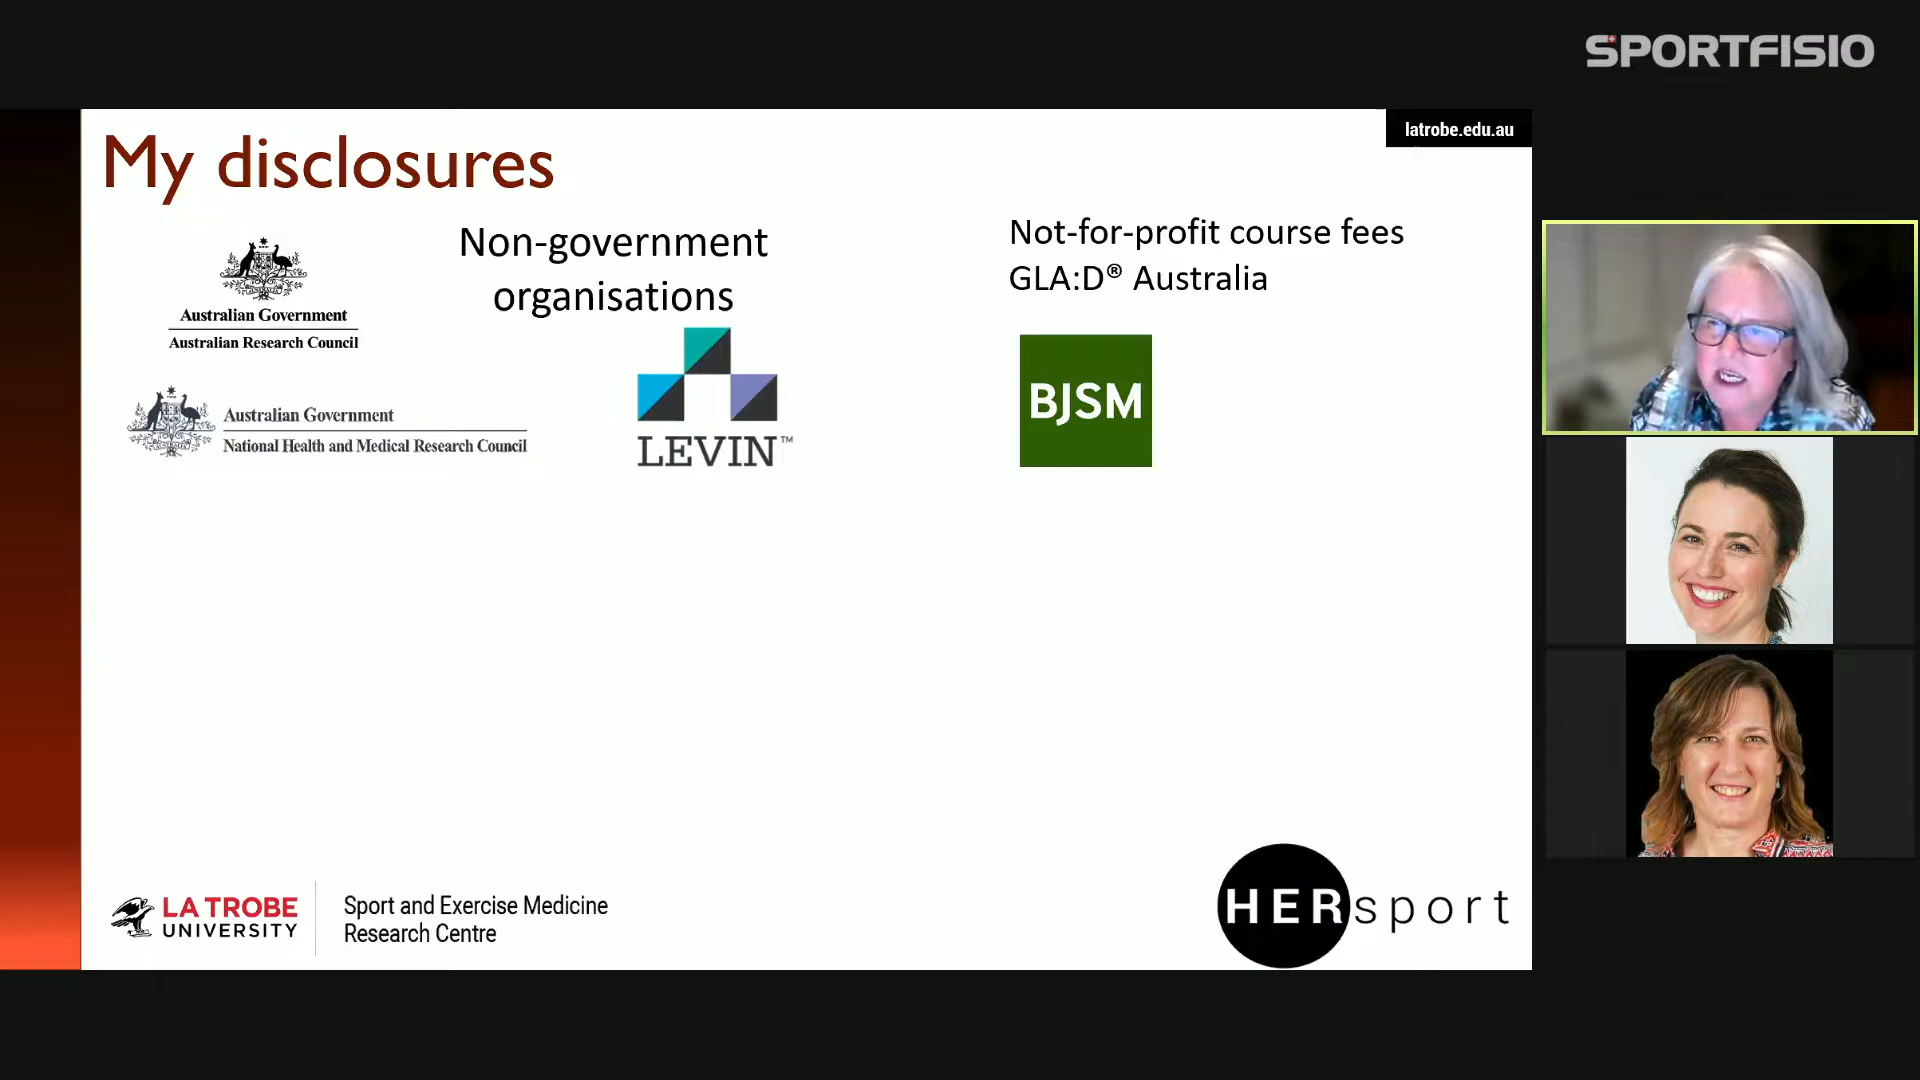 SPORTFISIO
latrobe.edu.au
My disclosures
Australian Government
Australian Research Council
Australian Government
National Health and Medical Research Council
Non-government
organisations
LEVIN™
Not-for-profit course fees
GLA:D® Australia
BJSM
LA TROBE
UNIVERSITY
Sport and Exercise Medicine
Research Centre
HERsport